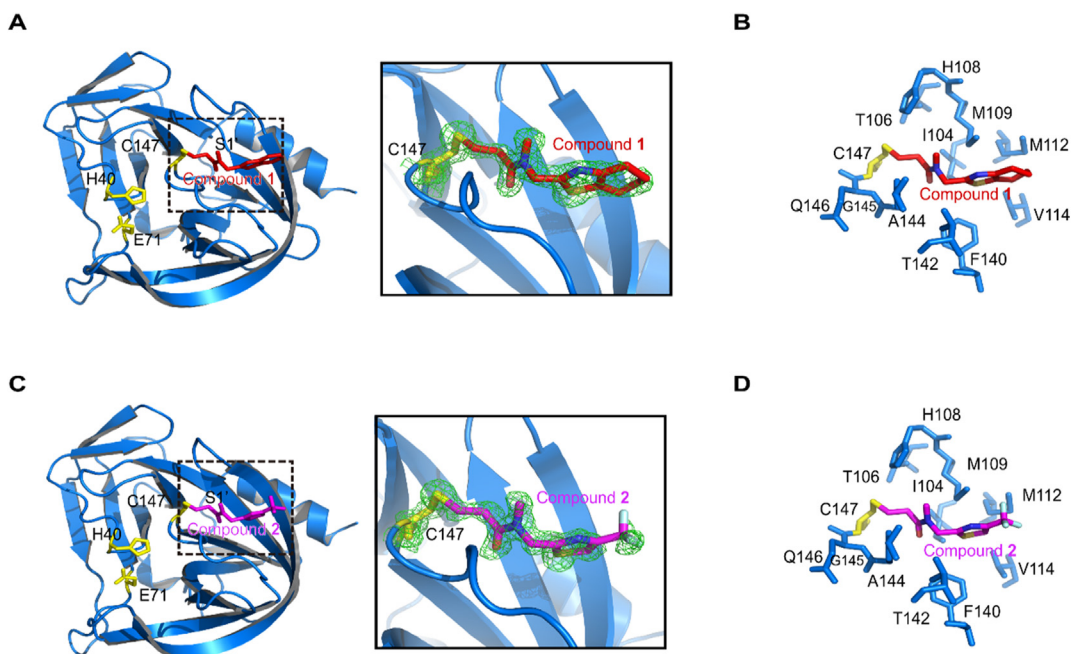 A
C147
S1'
Compound 1
H40
E71
C147
Compound 1
B
H108
T106
M109
I104
M112
C147
Compound 1
Q146
G145
A144
V114
T142
F140
C
C147
S1'
Compound 2
H40
E71
Compound 2
C147
D
H108
T106
M109
I104
M112
C147
Compound 2
Q146
G145
A144
V114
T142
F140